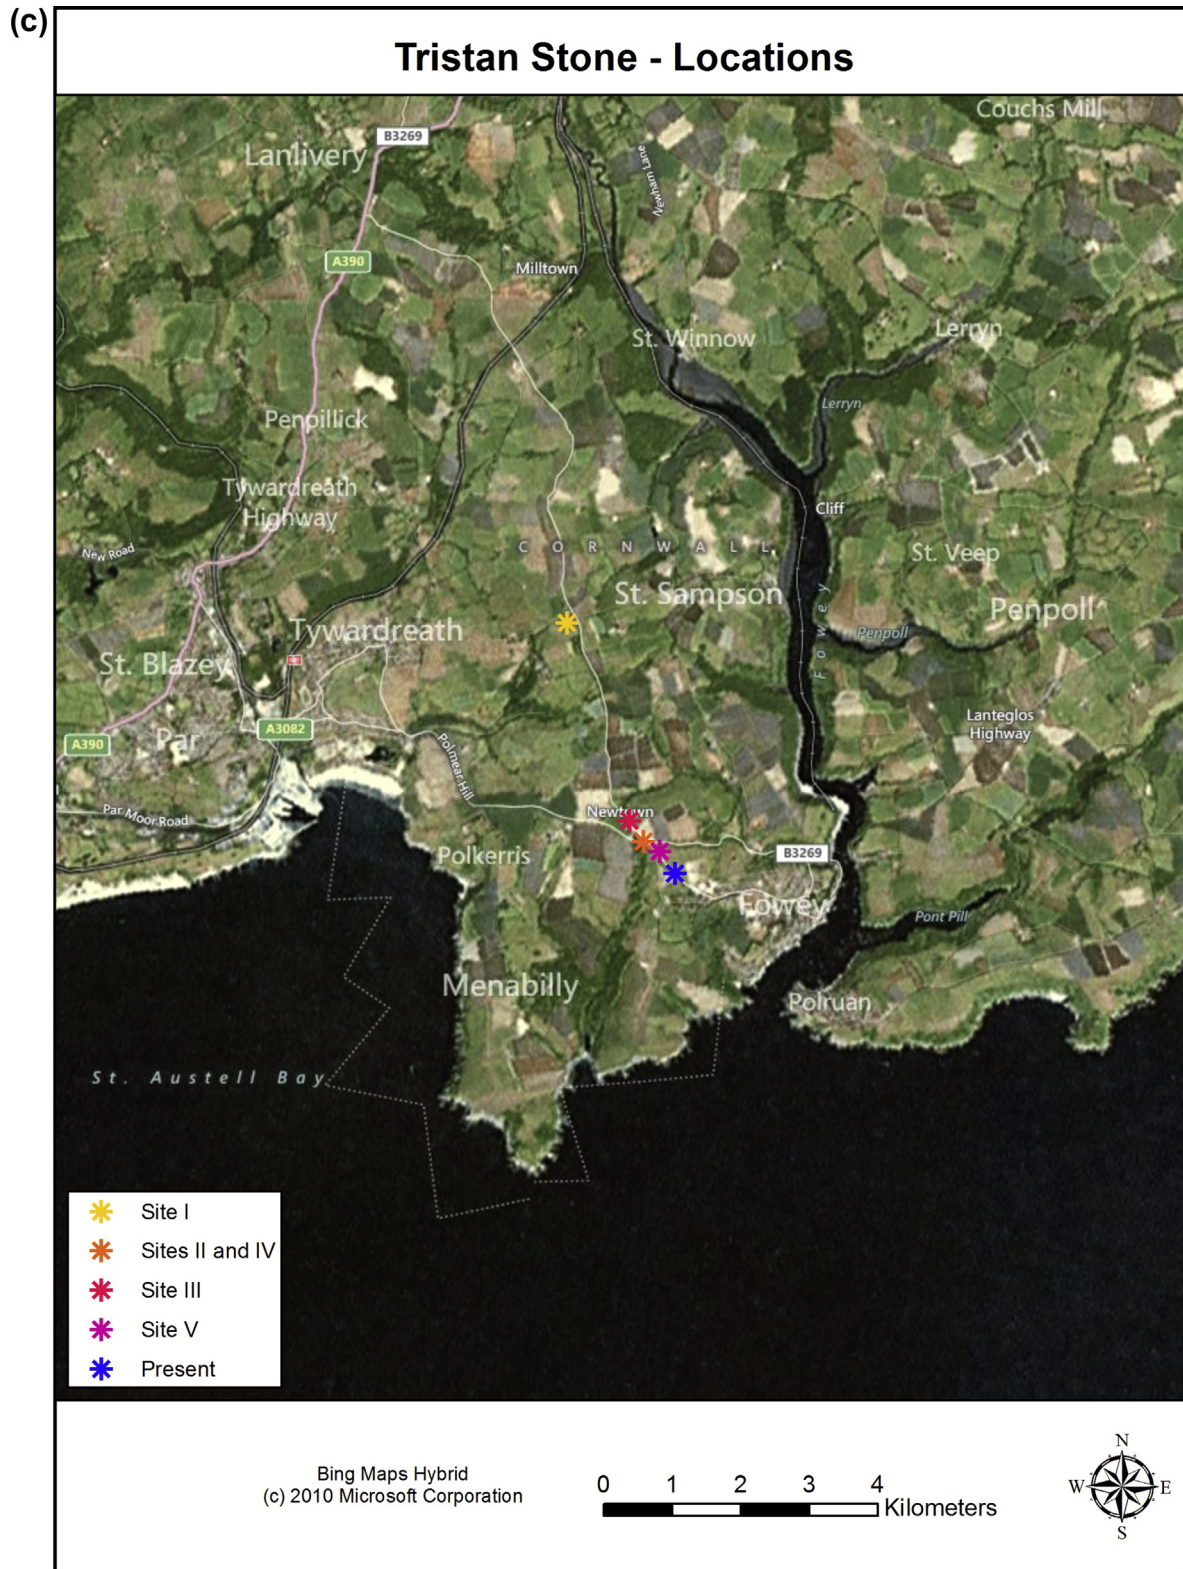 (c)
Tristan Stone - Locations
Couchs Mill
B3269
Lanlivery
Newham Lane
A390
Milltown
St. Winnow
Lerryn
Lerryn
Penpillick
Tywardreath
Highway
Cliff
New Road
CORNWALL
St. Veep
St. Sampson
Fowey
Penpoll
Penpoll
Tywardreath
St. Blazey
Lanteglos
Highway
A3082
A390
Par
Polmear Hill
Par Moor Road
Newtown
Polkerris
B3269
Fowey
Pont Pill
Menabilly
Polruan
St. Austell Bay
Site I
Sites II and IV
Site III
Site V
Present
Bing Maps Hybrid
(c) 2010 Microsoft Corporation
0 1 2 3 4
Kilometers
N
W E
S